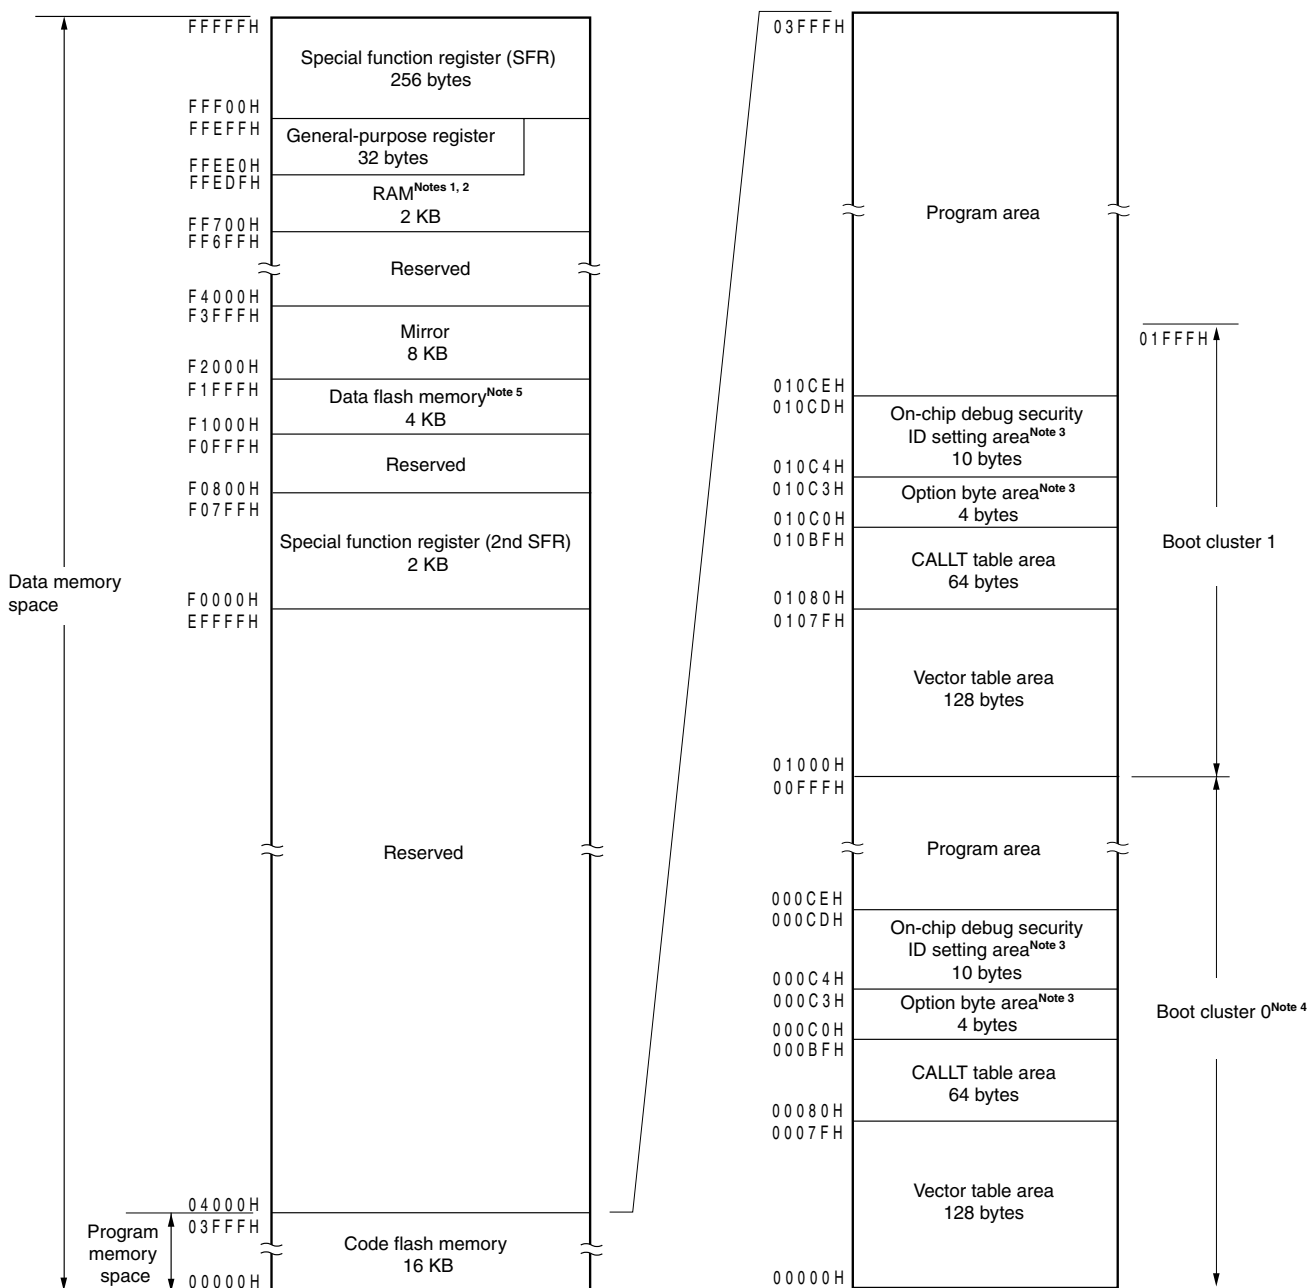 FFFFFH
Special function register (SFR)
256 bytes
FFF00H
FFEFFH
General-purpose register
32 bytes
FFEE0H
FFEDFH
RAMNotes 1, 2
2 KB
FF700H
FF6FFH
Reserved
F4000H
F3FFFH
Mirror
8 KB
F2000H
F1FFFH
Data flash memoryNote 5
4 KB
F1000H
F0FFFH
Reserved
F0800H
F07FFH
Special function register (2nd SFR)
2 KB
F0000H
EFFFFH
Data memory
space
Reserved
04000H
03FFFH
Program
memory
space
Code flash memory
16 KB
00000H
03FFFH
Program area
01FFFH
010CEH
010CDH
On-chip debug security
ID setting areaNote 3
10 bytes
010C4H
010C3H
Option byte areaNote 3
4 bytes
010C0H
010BFH
CALLT table area
64 bytes
01080H
0107FH
Vector table area
128 bytes
01000H
Boot cluster 1
00FFFH
Program area
000CEH
000CDH
On-chip debug security
ID setting areaNote 3
10 bytes
000C4H
000C3H
Option byte areaNote 3
4 bytes
000C0H
000BFH
CALLT table area
64 bytes
00080H
0007FH
Vector table area
128 bytes
00000H
Boot cluster 0Note 4